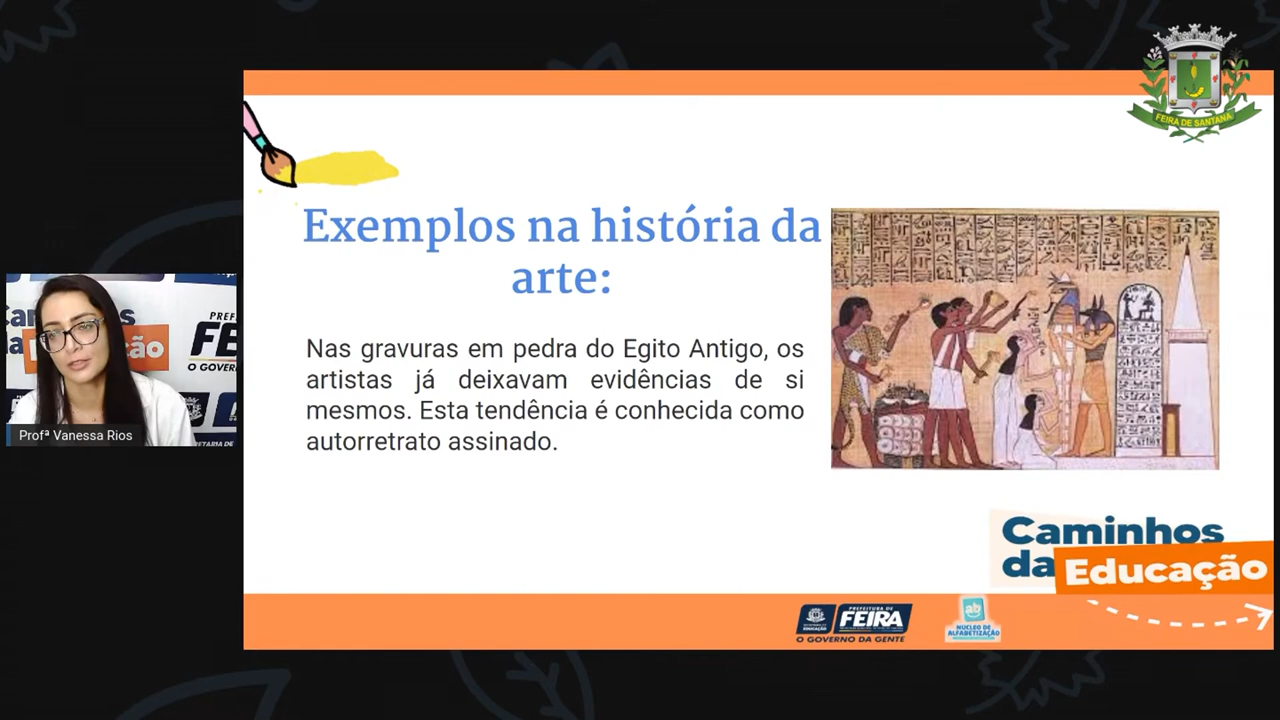 FEIRA DE SANTANA
Exemplos na história da
arte:
Nas gravuras em pedra do Egito Antigo, os
artistas já deixavam evidências de si
mesmos. Esta tendência é conhecida como
autorretrato assinado.
Profª Vanessa Rios
Caminhos
da Educação
PREFEITURA DE
FEIRA
EDUCAÇÃO
O GOVERNO DA GENTE
ab
NÚCLEO DE
ALFABETIZAÇÃO